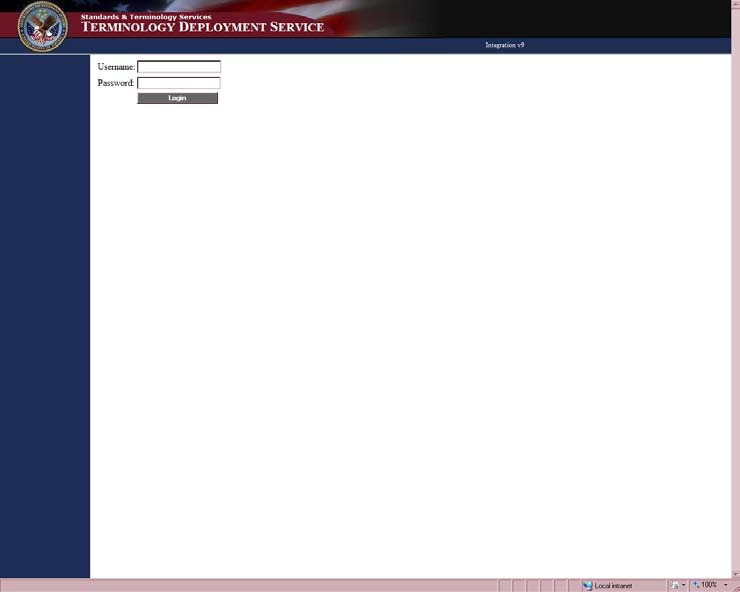 Standards & Terminology Services
TERMINOLOGY DEPLOYMENT SERVICE
Integration v9
Username:
Password:
Login
Local intranet
100%